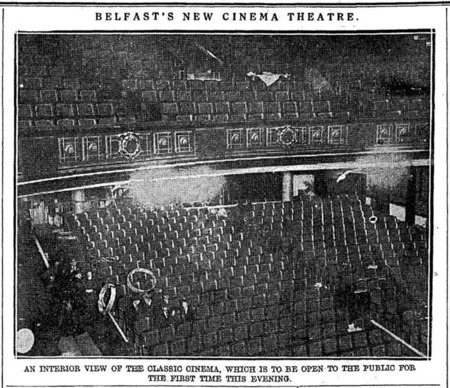 BELFAST'S NEW CINEMA THEATRE.
AN INTERIOR VIEW OF THE CLASSIC CINEMA, WHICH IS TO BE OPEN TO THE PUBLIC FOR
THE FIRST TIME THIS EVENING.